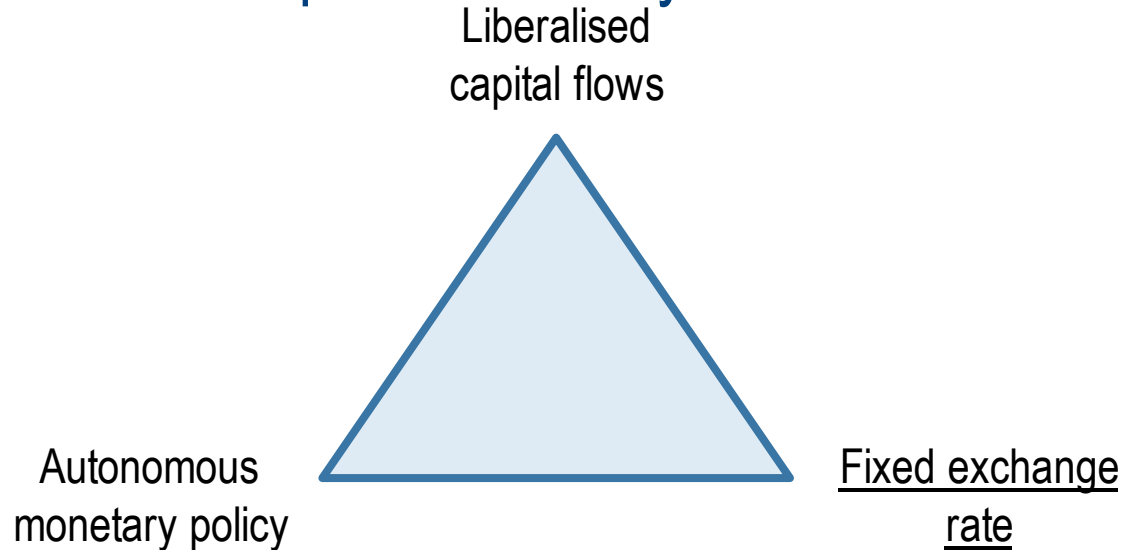 Liberalised
capital flows
Autonomous
monetary policy
Fixed exchange
rate